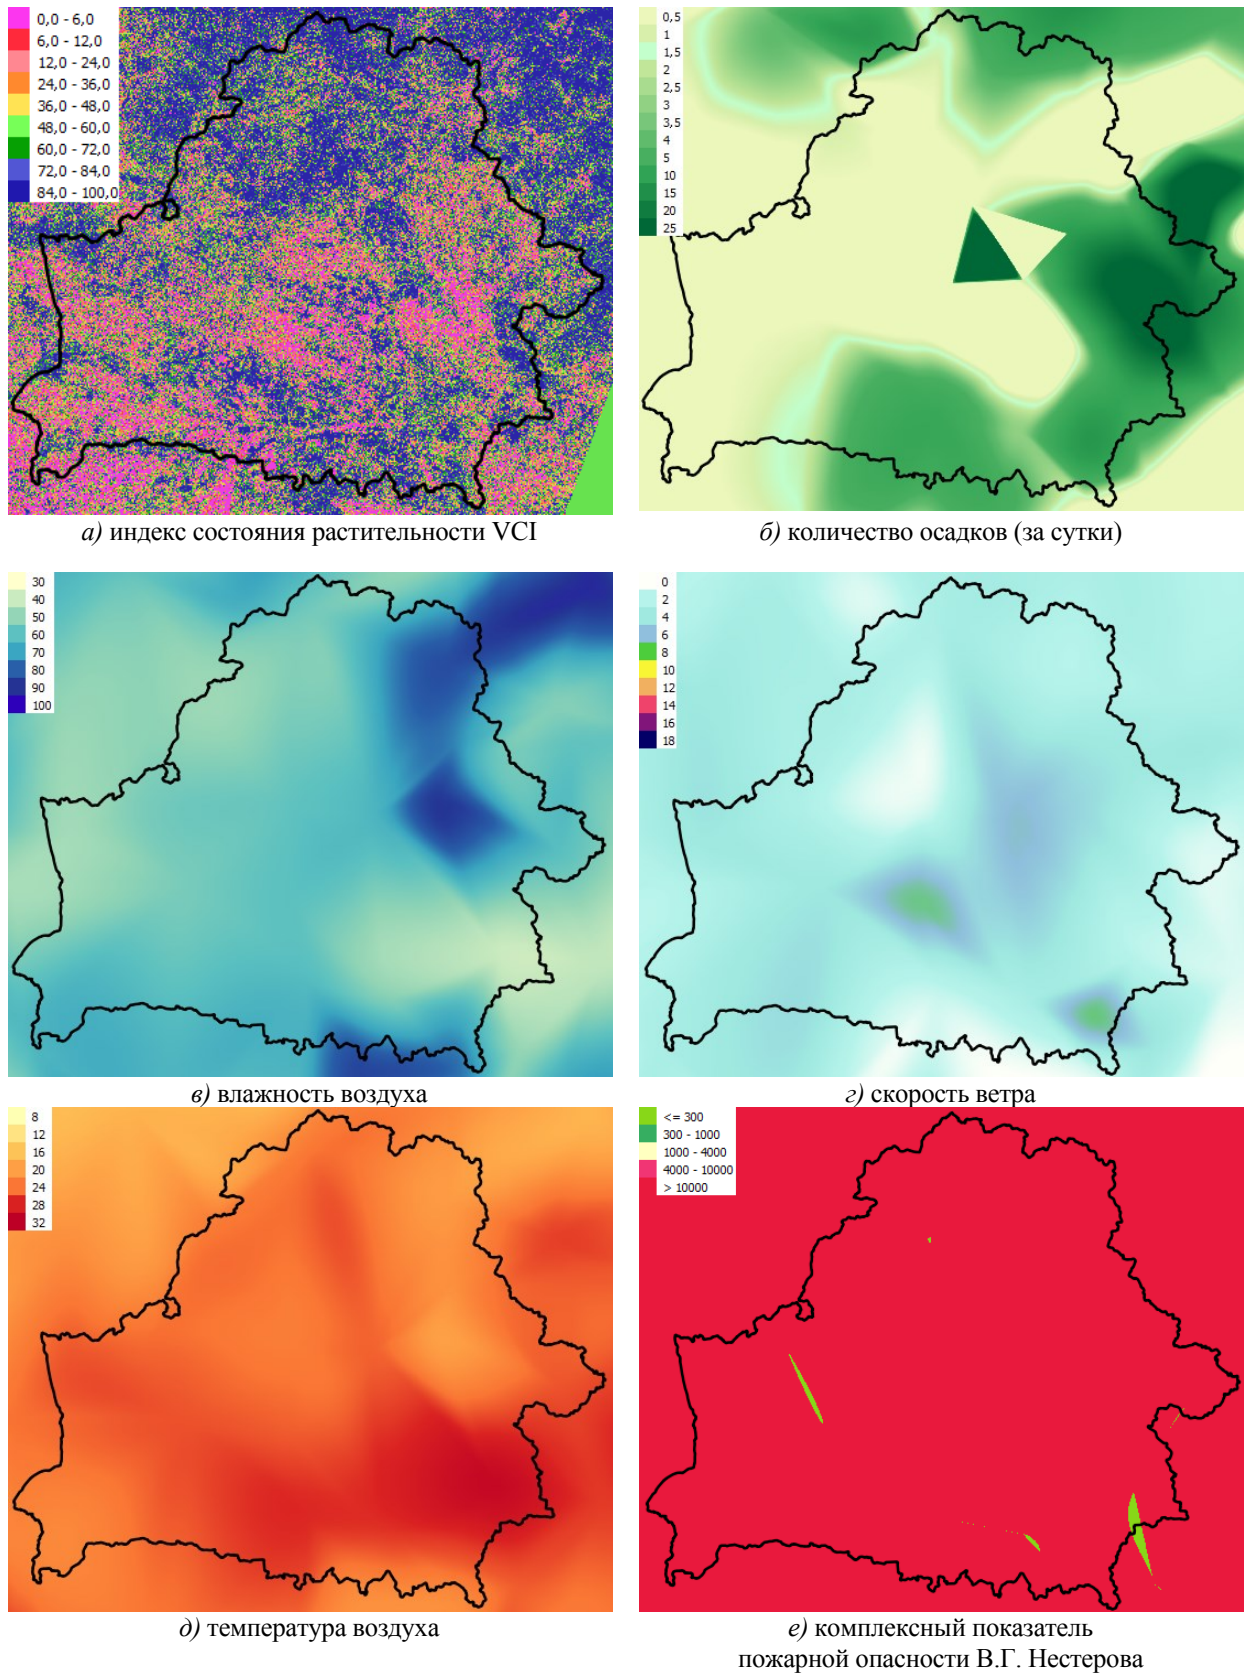 0,0 - 6,0
6,0 - 12,0
12,0 - 24,0
24,0 - 36,0
36,0 - 48,0
48,0 - 60,0
60,0 - 72,0
72,0 - 84,0
84,0 - 100,0
0,5
1
1,5
2
2,5
3
3,5
4
5
10
15
20
25
а) индекс состояния растительности VCI
б) количество осадков (за сутки)
30
40
50
60
70
80
90
100
0
2
4
6
8
10
12
14
16
18
в) влажность воздуха
г) скорость ветра
8
12
16
20
24
28
32
<= 300
300 - 1000
1000 - 4000
4000 - 10000
> 10000
д) температура воздуха
е) комплексный показатель
пожарной опасности В.Г. Нестерова